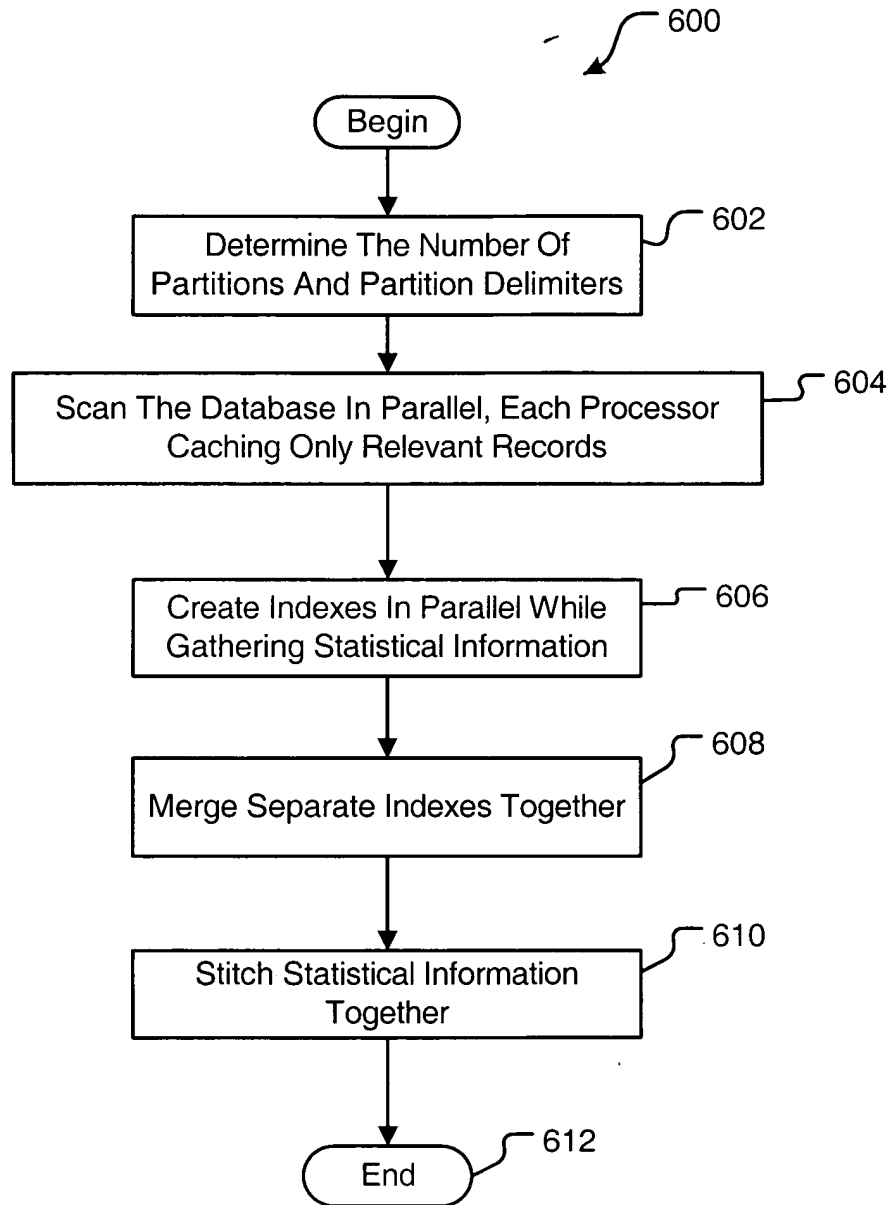 600
Begin
602
Determine The Number Of
Partitions And Partition Delimiters
604
Scan The Database In Parallel, Each Processor
Caching Only Relevant Records
606
Create Indexes In Parallel While
Gathering Statistical Information
608
Merge Separate Indexes Together
610
Stitch Statistical Information
Together
612
End